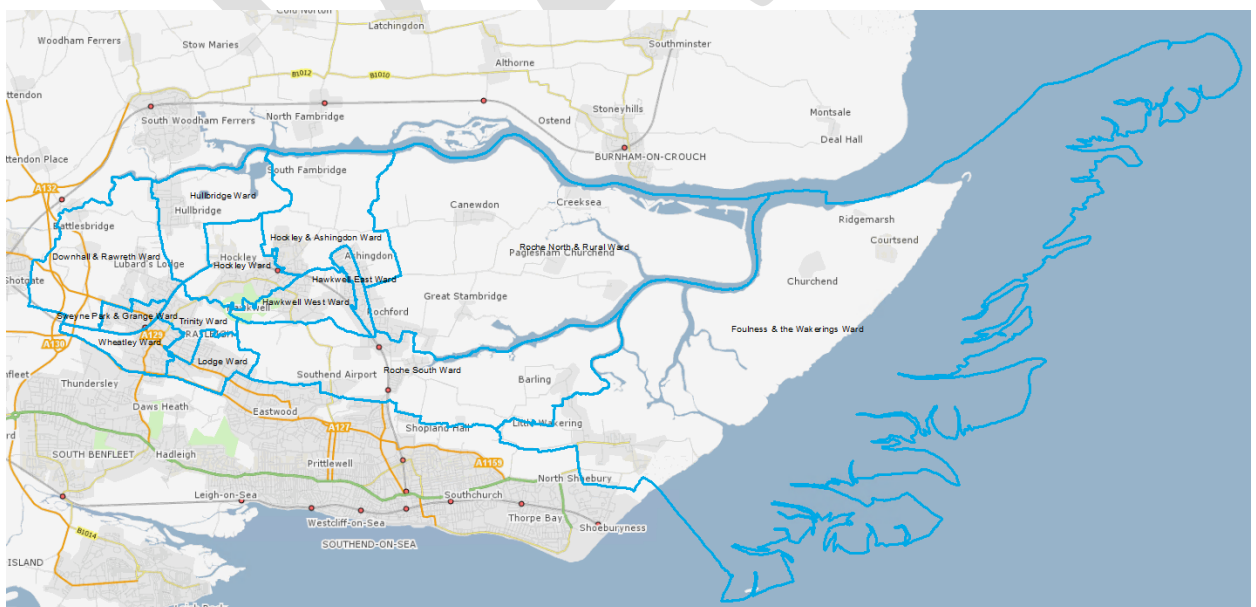 Cold Norton
Latchingdon
Woodham Ferrers
Stow Maries
Southminster
Althorne
B1012
B1010
ttendon
Stoneyhills
North Fambridge
South Woodham Ferrers
Ostend
Montsale
Deal Hall
ttendon Place
BURNHAM-ON-CROUCH
South Fambridge
A132
Hullbridge Ward
Hullbridge
Canewdon
Creeksea
Ridgemarsh
Battlesbridge
Hockley & Ashingdon Ward
Courtsend
Roche North & Rural Ward
Paglesham Churchend
Downhall & Rawreth Ward
Lubard's Lodge
Hockley
Ashingdon
Hockley Ward
Shotgate
Hawkwell East Ward
Churchend
Great Stambridge
Hawkwell West Ward
Hawkwell
Rochford
Sweyne Park & Grange Ward
Trinity Ward
Foulness & the Wakerings Ward
RAYLEIGH
A130
Wheatley Ward
Lodge Ward
Roche South Ward
Southend Airport
Barling
nfleet
Thundersley
Daws Heath
Eastwood
Little Wakering
Shopland Hall
A127
SOUTH BENFLEET
Hadleigh
Prittlewell
A1159
North Shoebury
Leigh-on-Sea
Southchurch
Westcliff-on-Sea
Thorpe Bay
Shoeburyness
B1014
SOUTHEND-ON-SEA
ISLAND